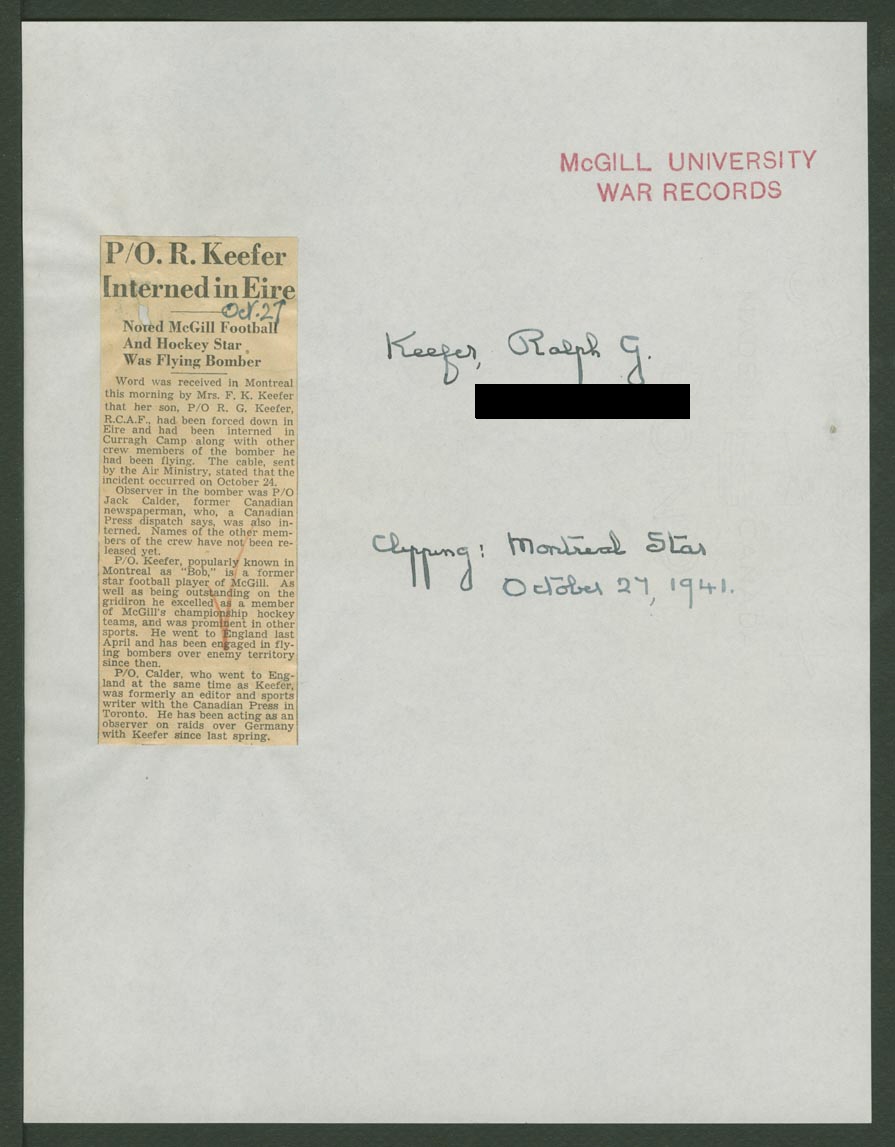 McGILL UNIVERSITY
WAR RECORDS
P/O. R. Keefer
Interned in Eire
Oct. 27
Noted McGill Football
And Hockey Star
Was Flying Bomber
Word was received in Montreal
this morning by Mrs. F. K. Keefer
that her son, P/O R. G. Keefer,
R.C.A.F., had been forced down in
Eire and had been interned in
Curragh Camp along with other
crew members of the bomber he
had been flying. The cable, sent
by the Air Ministry, stated that the
incident occurred on October 24.
Observer in the bomber was P/O
Jack Calder, former Canadian
newspaperman, who, a Canadian
Press dispatch says, was also in-
terned. Names of the other mem-
bers of the crew have not been re-
leased yet.
P/O. Keefer, popularly known in
Montreal as "Bob," is a former
star football player of McGill. As
well as being outstanding on the
gridiron he excelled as a member
of McGill's championship hockey
teams, and was prominent in other
sports. He went to England last
April and has been engaged in fly-
ing bombers over enemy territory
since then.
P/O. Calder, who went to Eng-
land at the same time as Keefer,
was formerly an editor and sports
writer with the Canadian Press in
Toronto. He has been acting as an
observer on raids over Germany
with Keefer since last spring.
Keefer, Ralph G.
Clipping: Montreal Star
October 27, 1941.